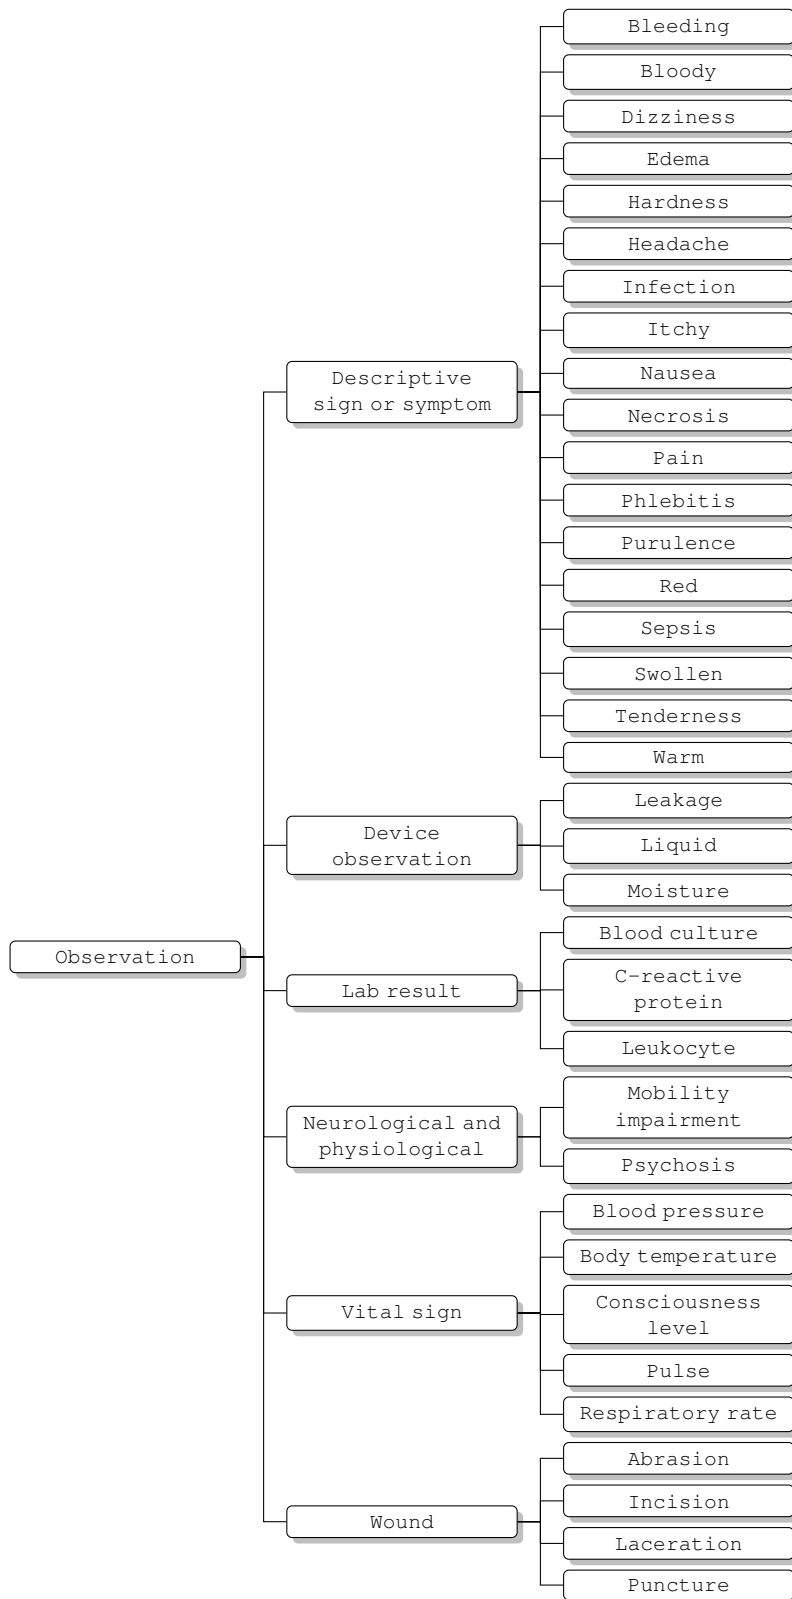 Bleeding
Bloody
Dizziness
Edema
Hardness
Headache
Infection
Itchy
Descriptive
sign or symptom
Nausea
Necrosis
Pain
Phlebitis
Purulence
Red
Sepsis
Swollen
Tenderness
Warm
Device
observation
Leakage
Liquid
Moisture
Observation
Lab result
Blood culture
C-reactive
protein
Leukocyte
Neurological and
physiological
Mobility
impairment
Psychosis
Vital sign
Blood pressure
Body temperature
Consciousness
level
Pulse
Respiratory rate
Wound
Abrasion
Incision
Laceration
Puncture